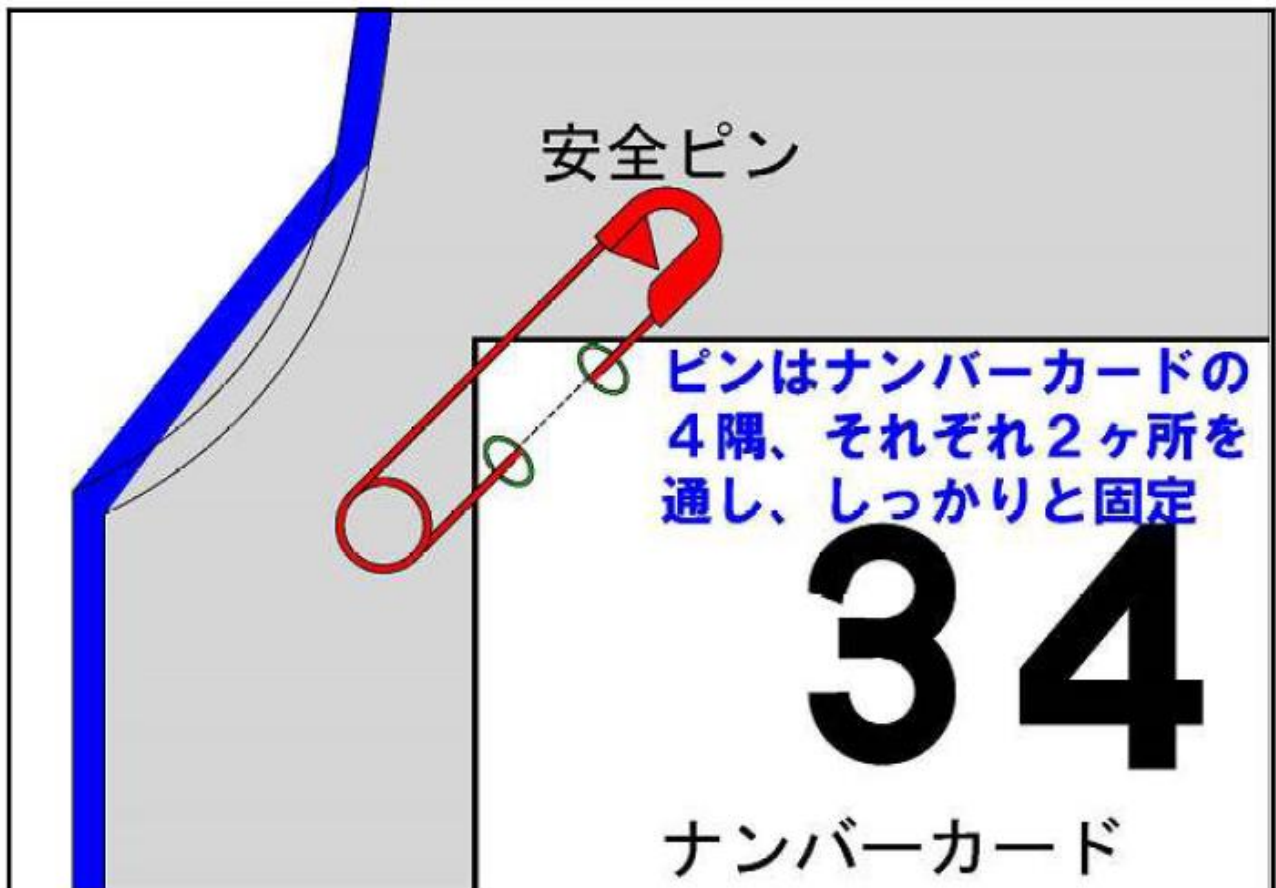 安全ピン
ピンはナンバーカードの
４隅、それぞれ２ヶ所を
通し、しっかりと固定
34
ナンバーカード